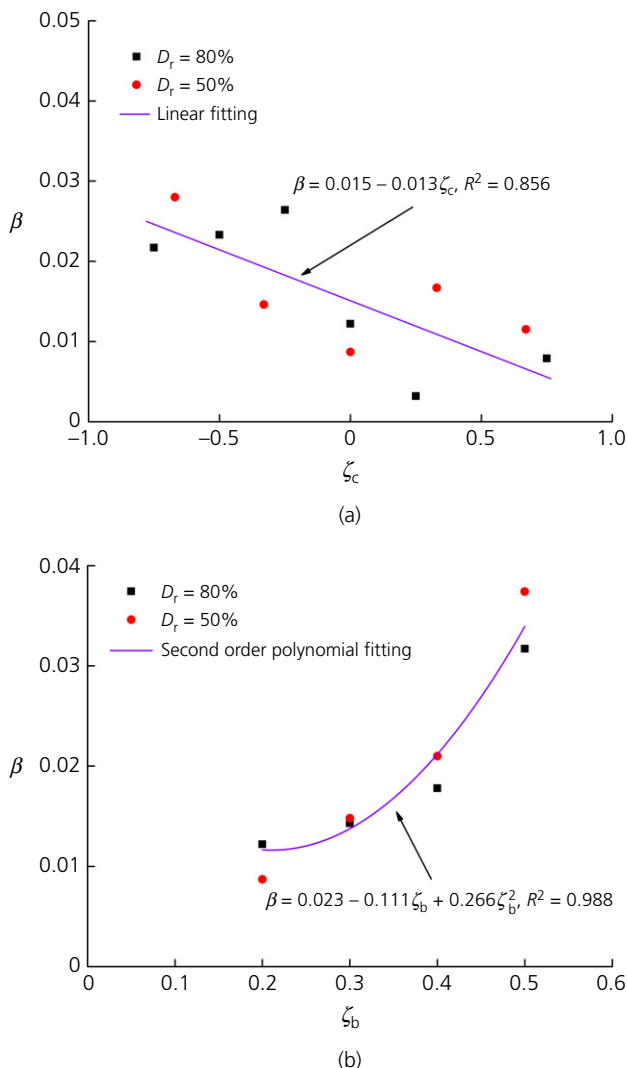 0.05
D_r = 80%
D_r = 50%
0.04
Linear fitting
0.03
β = 0.015 – 0.013ζ_c, R² = 0.856
β
0.02
0.01
0
–1.0 –0.5 0 0.5 1.0
ζ_c
(a)
0.04
D_r = 80%
D_r = 50%
Second order polynomial fitting
0.03
β
0.02
0.01
β = 0.023 – 0.111ζ_b + 0.266ζ_b², R² = 0.988
0
0 0.1 0.2 0.3 0.4 0.5 0.6
ζ_b
(b)